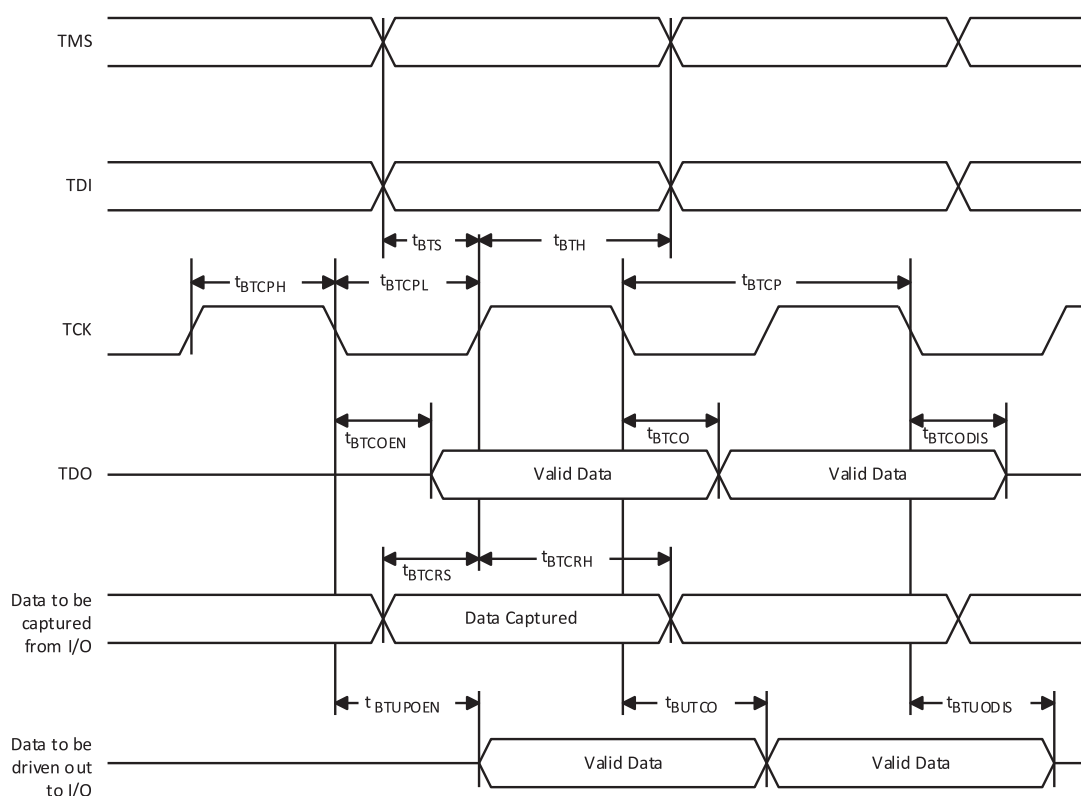 TMS
TDI
tBTS
tBTH
tBTCPH
tBTCPL
tBTCP
TCK
tBTCOEN
tBTCO
tBTCODIS
TDO
Valid Data
Valid Data
tBTCRS
tBTCRH
Data to be
captured
from I/O
Data Captured
t BTUPOEN
tBUTCO
tBTUODIS
Data to be
driven out
to I/O
Valid Data
Valid Data